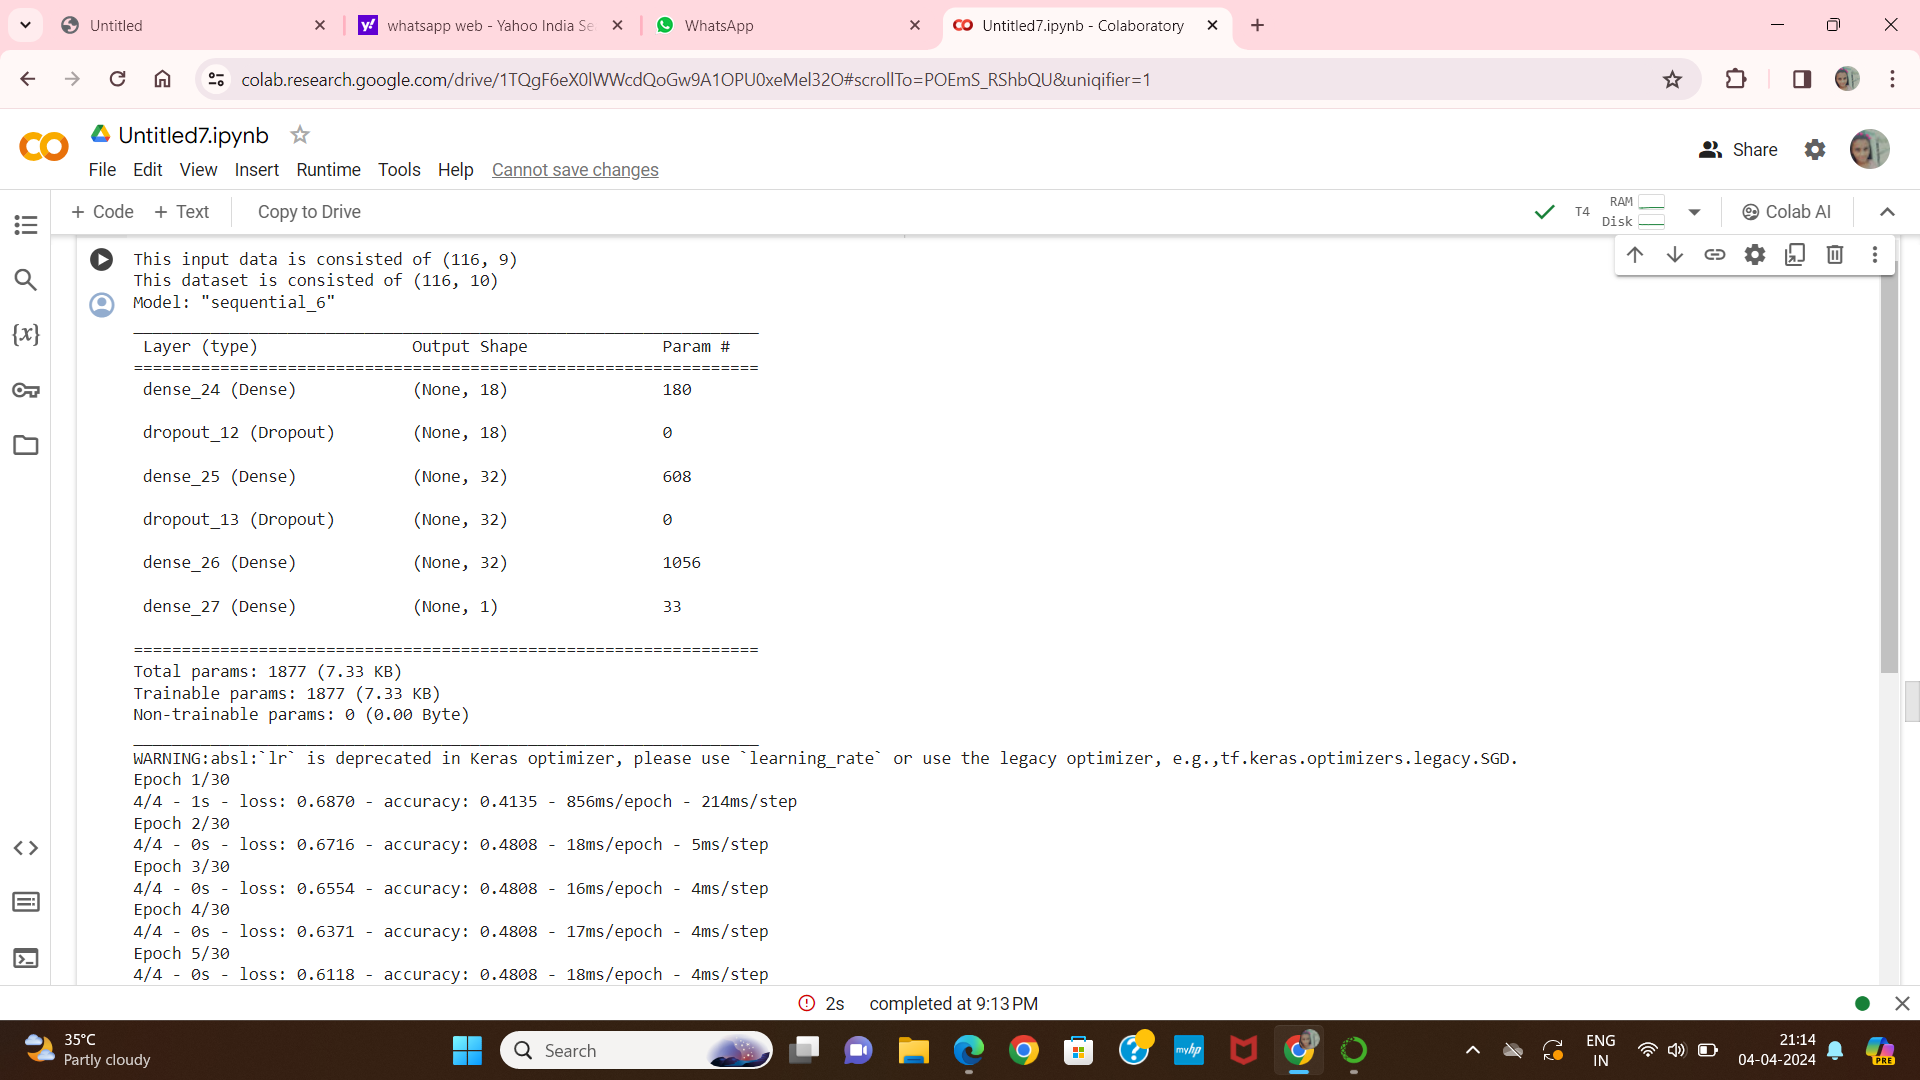 Untitled
whatsapp web - Yahoo India Se
WhatsApp
Untitled7.ipynb - Colaboratory
colab.research.google.com/drive/1TQgF6eX0lWWcdQoGw9A1OPU0xeMel32O#scrollTo=POEmS_RShbQU&uniqifier=1
Untitled7.ipynb
File Edit View Insert Runtime Tools Help Cannot save changes
Share
+ Code + Text Copy to Drive
T4 RAM
Disk
Colab AI
This input data is consisted of (116, 9)
This dataset is consisted of (116, 10)
Model: "sequential_6"
Layer (type) Output Shape Param #
=================================================================
dense_24 (Dense) (None, 18) 180
dropout_12 (Dropout) (None, 18) 0
dense_25 (Dense) (None, 32) 608
dropout_13 (Dropout) (None, 32) 0
dense_26 (Dense) (None, 32) 1056
dense_27 (Dense) (None, 1) 33
=================================================================
Total params: 1877 (7.33 KB)
Trainable params: 1877 (7.33 KB)
Non-trainable params: 0 (0.00 Byte)
WARNING:absl:`lr` is deprecated in Keras optimizer, please use `learning_rate` or use the legacy optimizer, e.g.,tf.keras.optimizers.legacy.SGD.
Epoch 1/30
4/4 - 1s - loss: 0.6870 - accuracy: 0.4135 - 856ms/epoch - 214ms/step
Epoch 2/30
4/4 - 0s - loss: 0.6716 - accuracy: 0.4808 - 18ms/epoch - 5ms/step
Epoch 3/30
4/4 - 0s - loss: 0.6554 - accuracy: 0.4808 - 16ms/epoch - 4ms/step
Epoch 4/30
4/4 - 0s - loss: 0.6371 - accuracy: 0.4808 - 17ms/epoch - 4ms/step
Epoch 5/30
4/4 - 0s - loss: 0.6118 - accuracy: 0.4808 - 18ms/epoch - 4ms/step
2s completed at 9:13 PM
35°C
Partly cloudy
Search
myhp
ENG
IN
21:14
04-04-2024
PRE